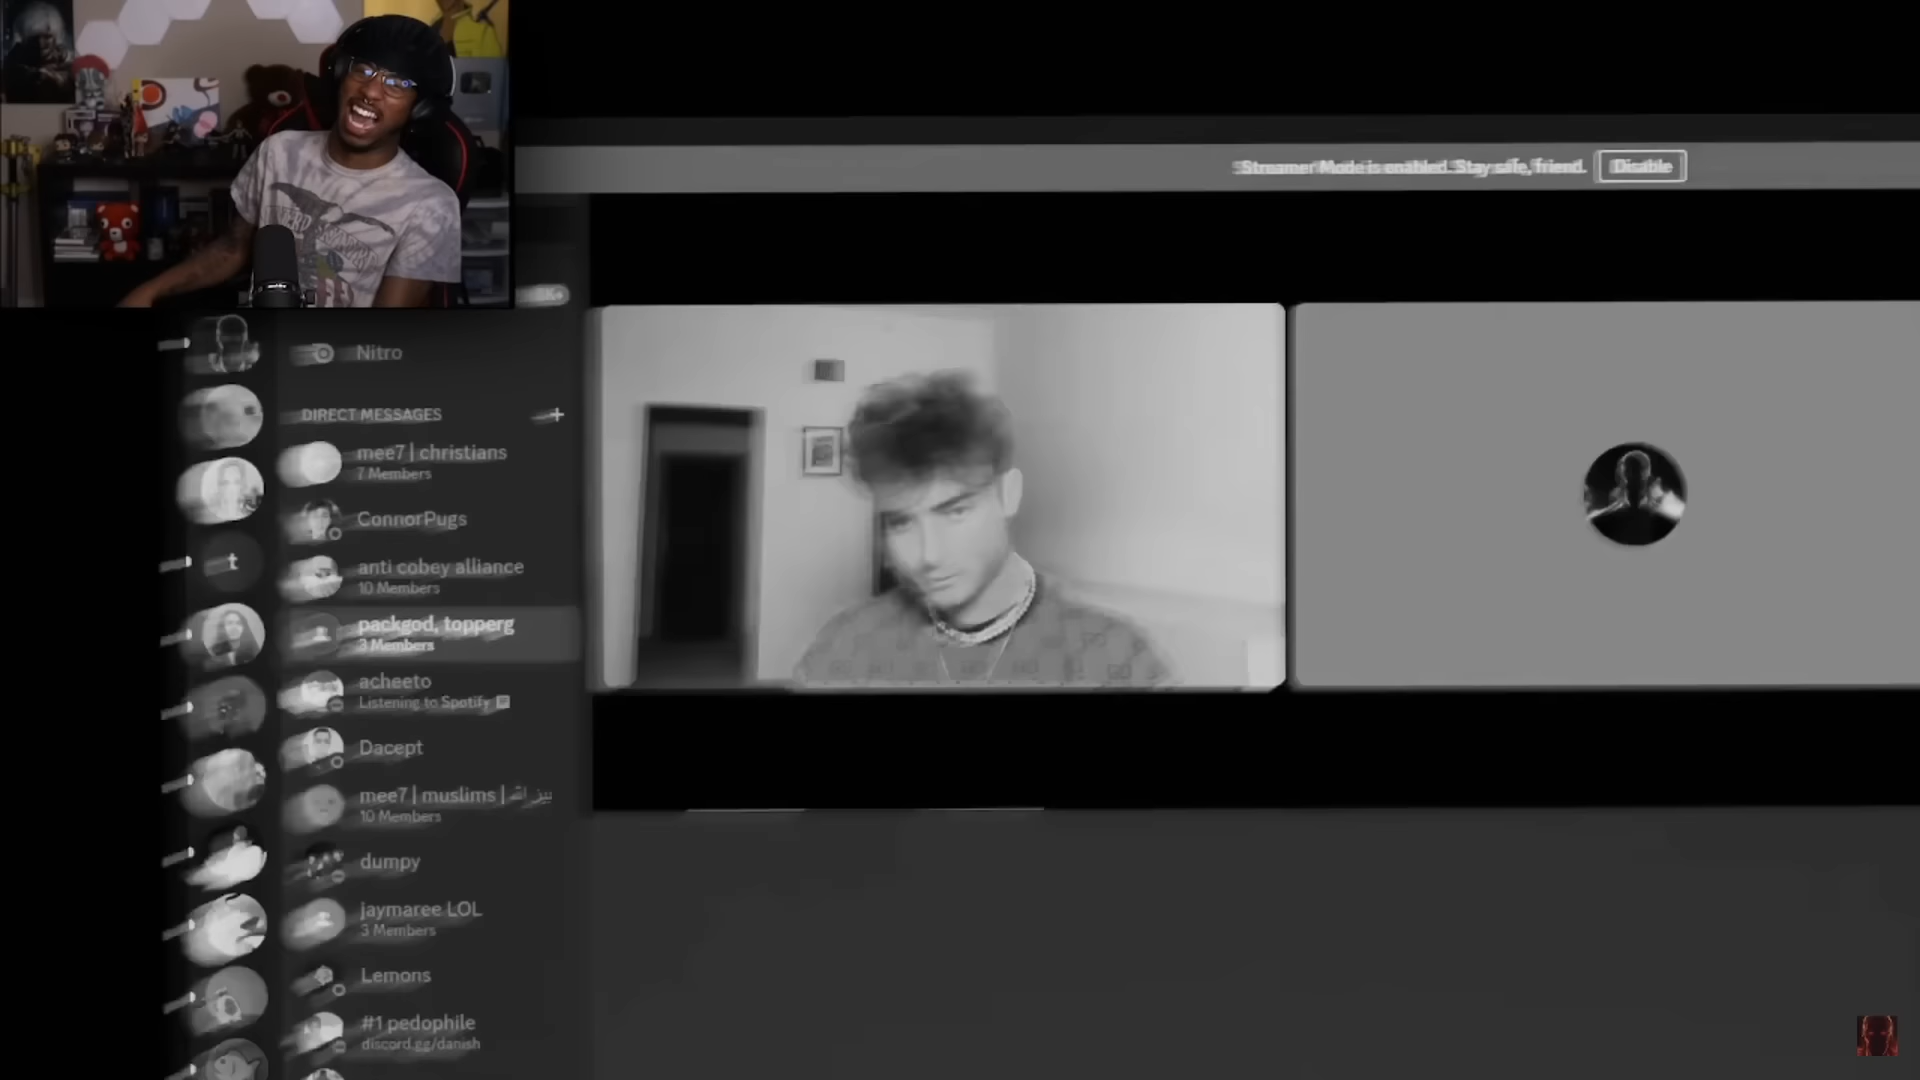 Streamer Mode is enabled. Stay safe, friend.
Disable
Nitro
DIRECT MESSAGES
mee7 | christians
7 Members
ConnorPugs
anti cobey alliance
10 Members
t
packgod, topperg
3 Members
acheeto
Listening to Spotify
Dacept
mee7 | muslims |
10 Members
dumpy
jaymaree LOL
3 Members
Lemons
#1 pedophile
discord.gg/danish